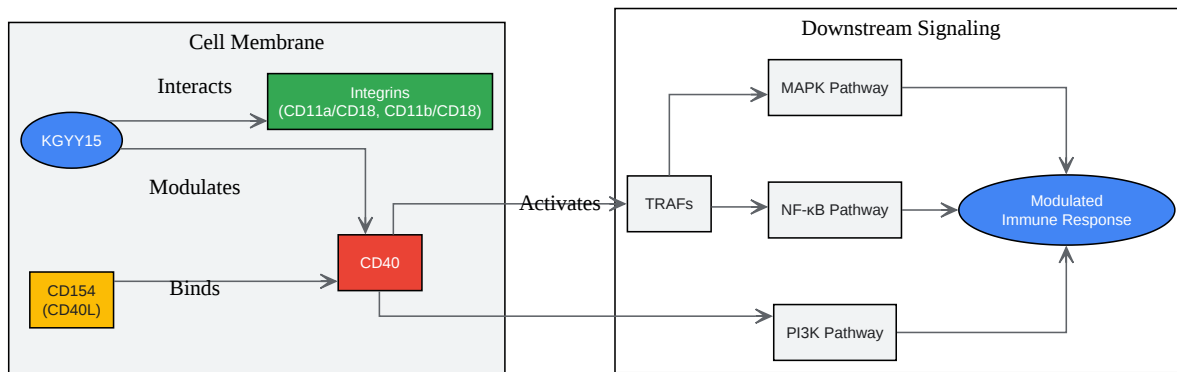 Cell Membrane
Interacts
Integrins
(CD11a/CD18, CD11b/CD18)
KGYY15
Modulates
CD40
CD154
(CD40L)
Binds
Activates
Downstream Signaling
MAPK Pathway
TRAFs
NF-κB Pathway
Modulated
Immune Response
PI3K Pathway